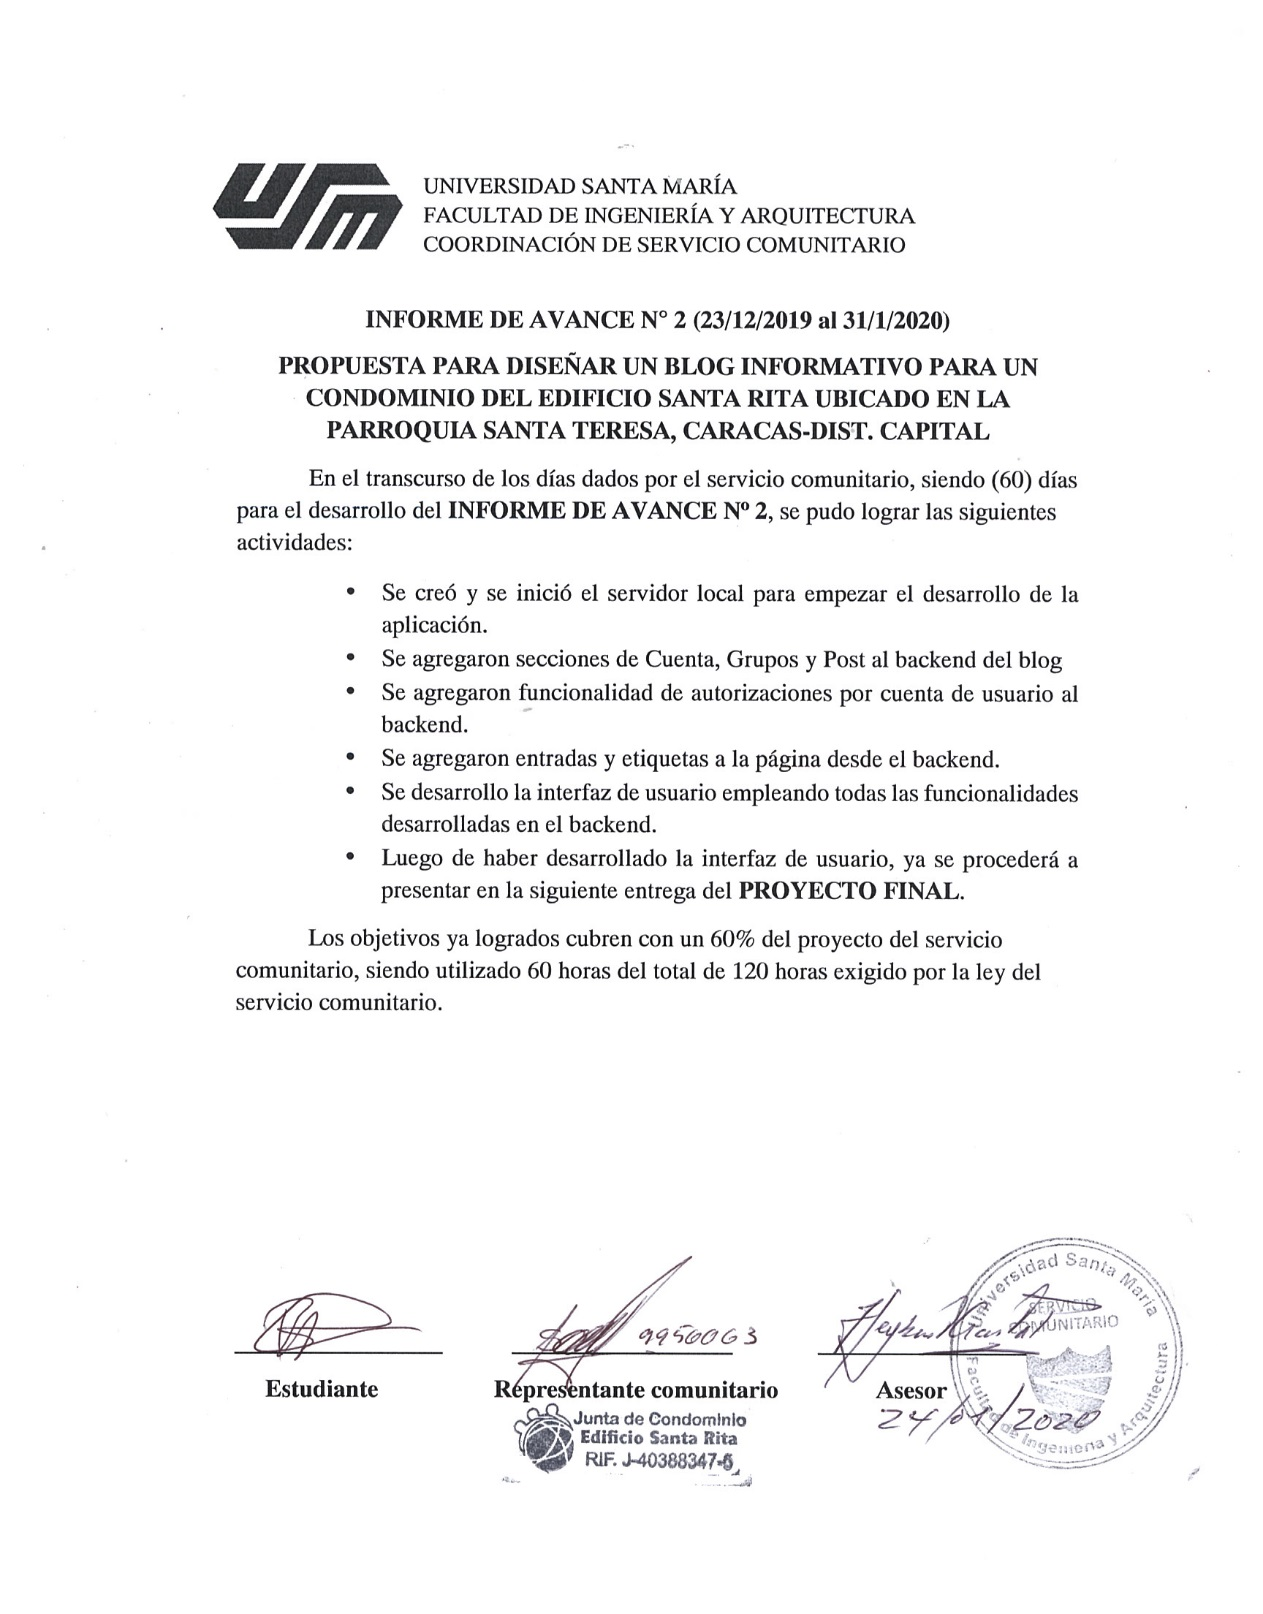 USM
UNIVERSIDAD SANTA MARÍA
FACULTAD DE INGENIERÍA Y ARQUITECTURA
COORDINACIÓN DE SERVICIO COMUNITARIO
INFORME DE AVANCE N° 2 (23/12/2019 al 31/1/2020)
PROPUESTA PARA DISEÑAR UN BLOG INFORMATIVO PARA UN
CONDOMINIO DEL EDIFICIO SANTA RITA UBICADO EN LA
PARROQUIA SANTA TERESA, CARACAS-DIST. CAPITAL
En el transcurso de los días dados por el servicio comunitario, siendo (60) días
para el desarrollo del INFORME DE AVANCE Nº 2, se pudo lograr las siguientes
actividades:
• Se creó y se inició el servidor local para empezar el desarrollo de la
aplicación.
• Se agregaron secciones de Cuenta, Grupos y Post al backend del blog
• Se agregaron funcionalidad de autorizaciones por cuenta de usuario al
backend.
• Se agregaron entradas y etiquetas a la página desde el backend.
• Se desarrollo la interfaz de usuario empleando todas las funcionalidades
desarrolladas en el backend.
• Luego de haber desarrollado la interfaz de usuario, ya se procederá a
presentar en la siguiente entrega del PROYECTO FINAL.
Los objetivos ya logrados cubren con un 60% del proyecto del servicio
comunitario, siendo utilizado 60 horas del total de 120 horas exigido por la ley del
servicio comunitario.
9956063
Universidad Santa María
SERVICIO
COMUNITARIO
Facultad de Ingeniería y Arquitectura
Estudiante
Representante comunitario
Asesor
24/01/2020
Junta de Condominio
Edificio Santa Rita
RIF. J-40388347-6